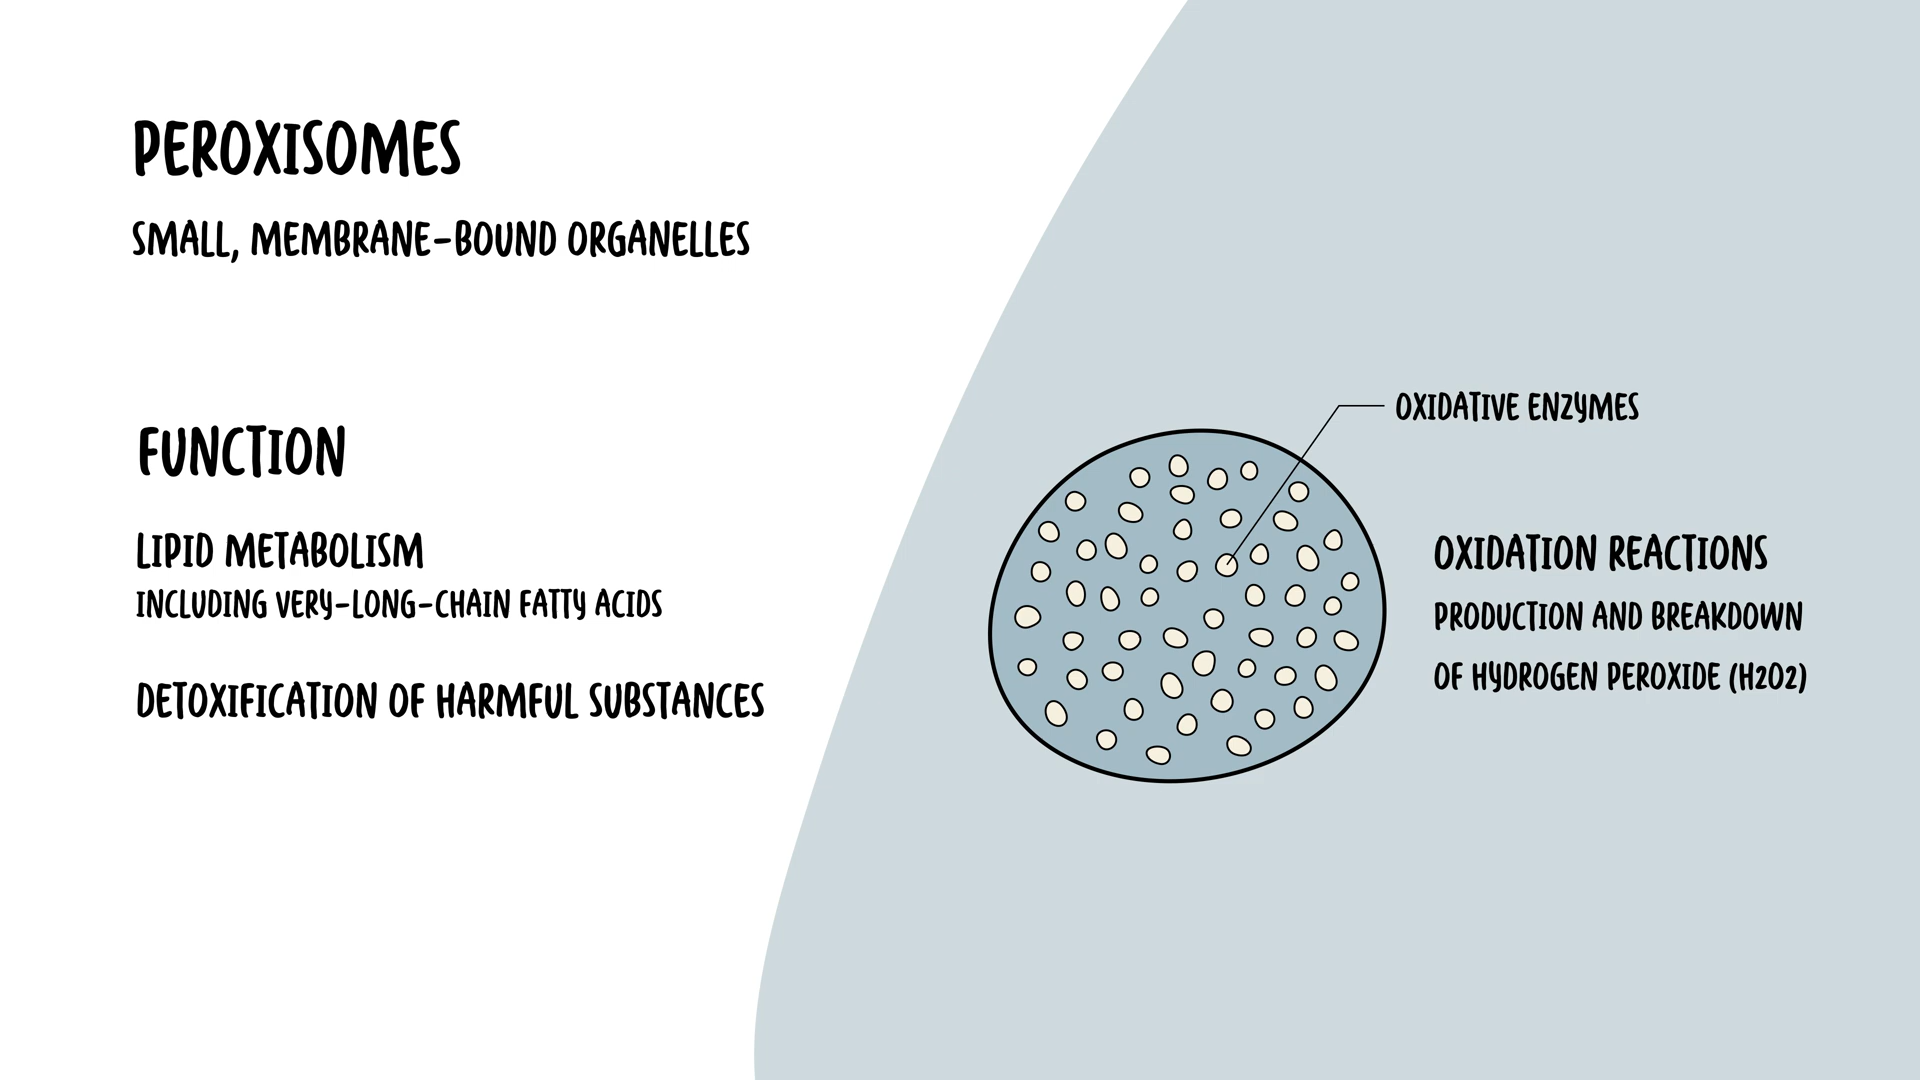 PEROXISOMES
SMALL, MEMBRANE-BOUND ORGANELLES
FUNCTION
LIPID METABOLISM
INCLUDING VERY-LONG-CHAIN FATTY ACIDS
DETOXIFICATION OF HARMFUL SUBSTANCES
OXIDATIVE ENZYMES
OXIDATION REACTIONS
PRODUCTION AND BREAKDOWN
OF HYDROGEN PEROXIDE (H2O2)